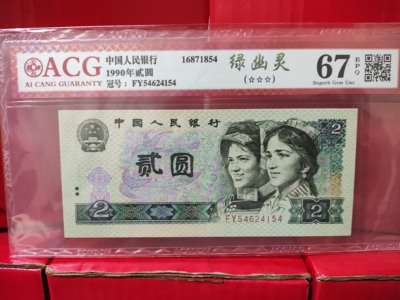 ACG
AI CANG GUARANTY
中国人民银行
1990年贰圆
冠号：FY54624154
16871854
绿幽灵
(☆☆☆)
67 EPQ
Superb Gem Unc
中国人民银行
2
贰圆
FY54624154
2
2